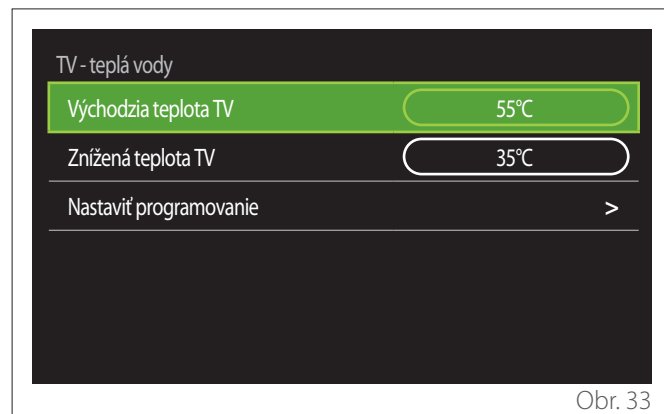 TV - teplá vody
Východzia teplota TV 55°C
Znížená teplota TV 35°C
Nastaviť programovanie >
Obr. 33